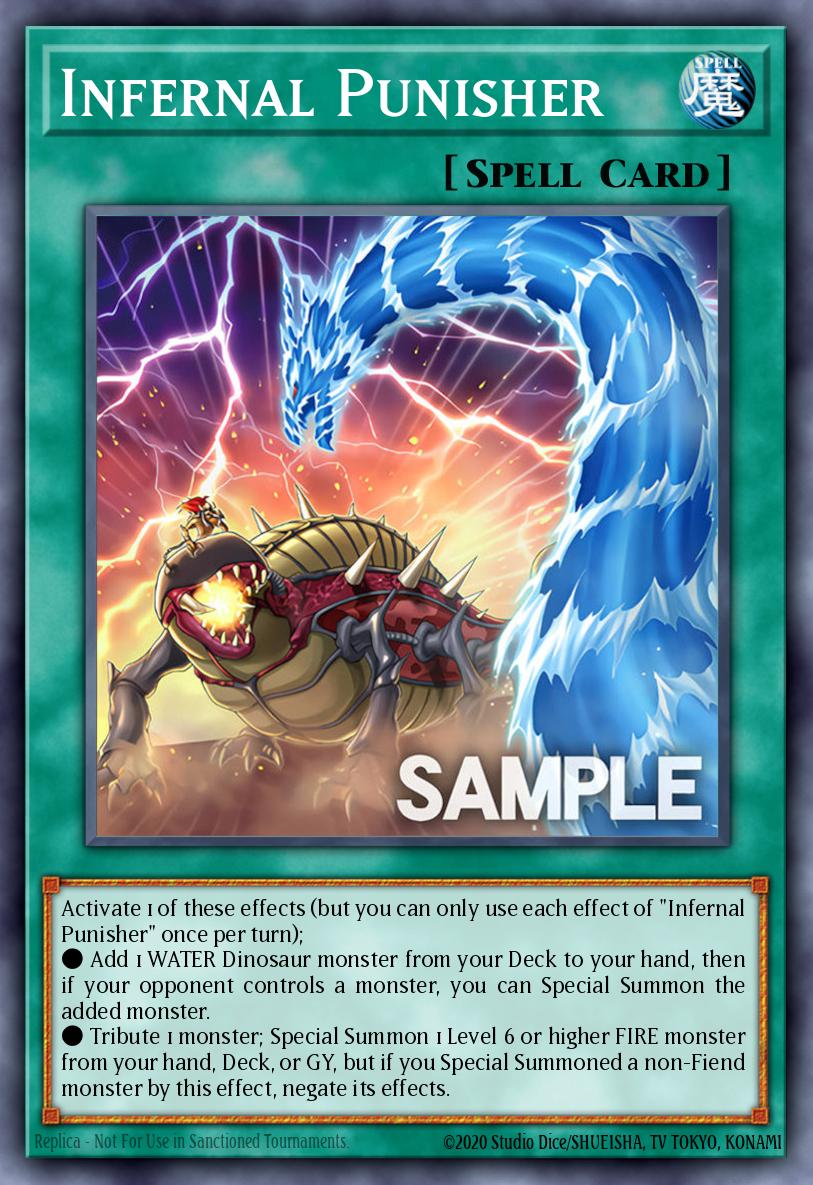 Infernal Punisher
SPELL
魔
[Spell Card]
SAMPLE
Activate 1 of these effects (but you can only use each effect of "Infernal
Punisher" once per turn);
● Add 1 WATER Dinosaur monster from your Deck to your hand, then
if your opponent controls a monster, you can Special Summon the
added monster.
● Tribute 1 monster; Special Summon 1 Level 6 or higher FIRE monster
from your hand, Deck, or GY, but if you Special Summoned a non-Fiend
monster by this effect, negate its effects.
Replica - Not For Use in Sanctioned Tournaments.
©2020 Studio Dice/SHUEISHA, TV TOKYO, KONAMI